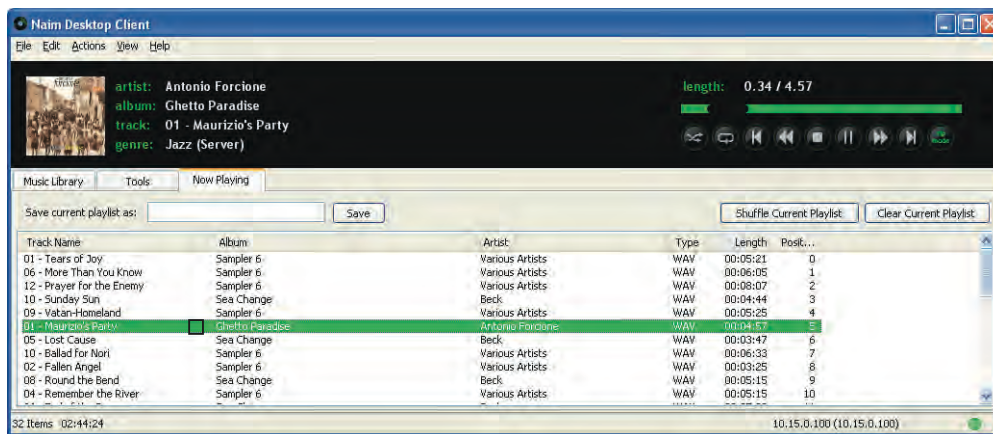 Naim Desktop Client
File Edit Actions View Help
artist: Antonio Forcione
album: Ghetto Paradise
track: 01 - Maurizio's Party
genre: Jazz (Server)
length: 0.34 / 4.57
Music Library Tools Now Playing
Save current playlist as: Save Shuffle Current Playlist Clear Current Playlist
Track Name Album Artist Type Length Posit...
01 - Tears of Joy Sampler 6 Various Artists WAV 00:05:21 0
06 - More Than You Know Sampler 6 Various Artists WAV 00:06:05 1
12 - Prayer for the Enemy Sampler 6 Various Artists WAV 00:08:07 2
10 - Sunday Sun Sea Change Beck WAV 00:04:44 3
09 - Vatan-Homeland Sampler 6 Various Artists WAV 00:05:25 4
01 - Maurizio's Party Ghetto Paradise Antonio Forcione WAV 00:04:57 5
05 - Lost Cause Sea Change Beck WAV 00:03:47 6
10 - Ballad for Nori Sampler 6 Various Artists WAV 00:06:33 7
02 - Fallen Angel Sampler 6 Various Artists WAV 00:03:25 8
08 - Round the Bend Sea Change Beck WAV 00:05:15 9
04 - Remember the River Sampler 6 Various Artists WAV 00:05:15 10
32 Items 02:44:24 10.15.0.100 (10.15.0.100)